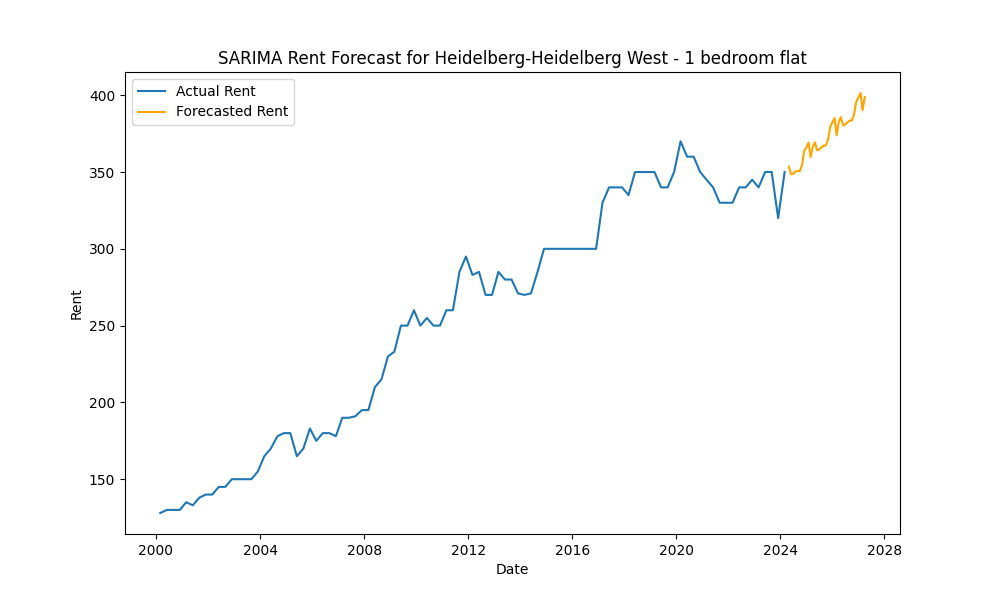 SARIMA Rent Forecast for Heidelberg-Heidelberg West - 1 bedroom flat
Actual Rent
Forecasted Rent
400
350
300
250
200
150
Rent
2000 2004 2008 2012 2016 2020 2024 2028
Date